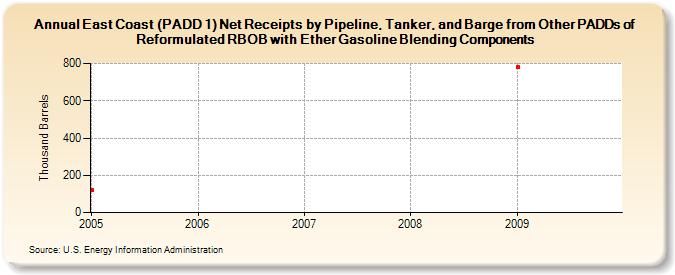 Annual East Coast (PADD 1) Net Receipts by Pipeline, Tanker, and Barge from Other PADDs of
Reformulated RBOB with Ether Gasoline Blending Components
Thousand Barrels
800
600
400
200
0
2005 2006 2007 2008 2009
Source: U.S. Energy Information Administration